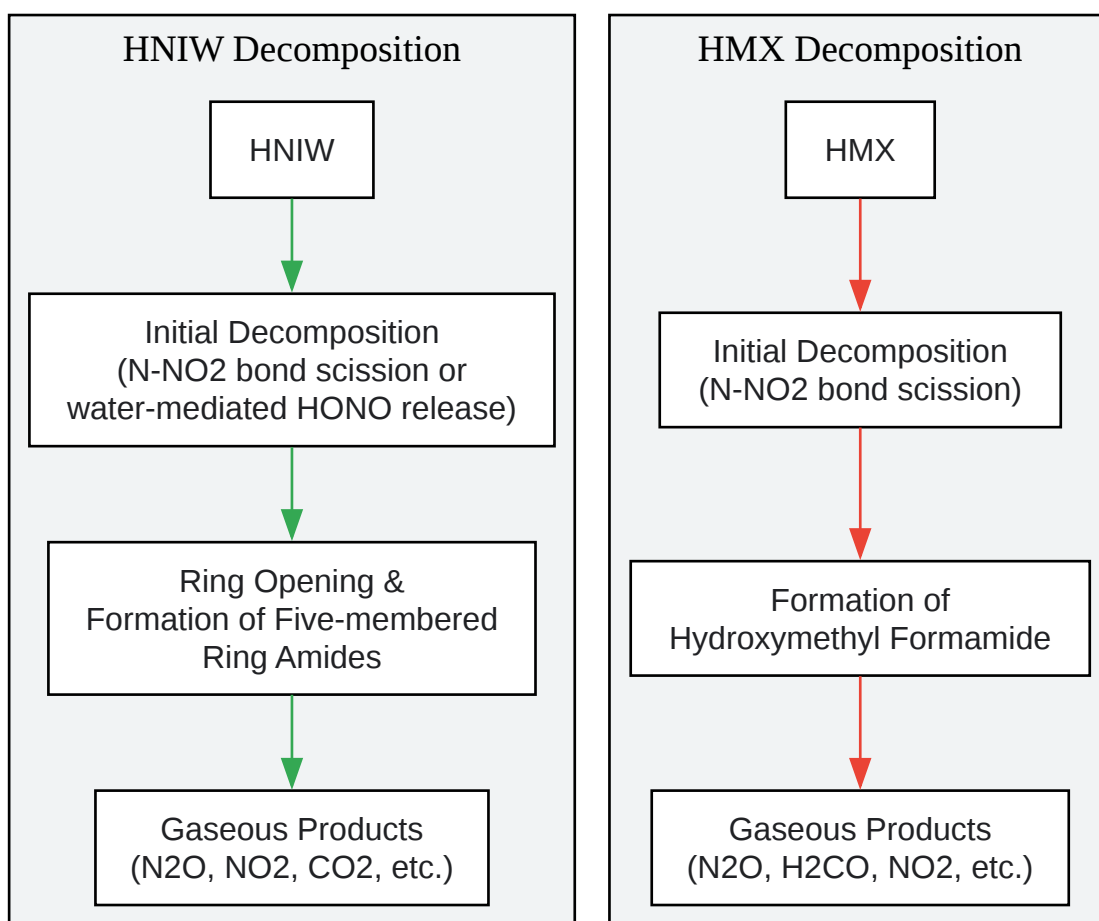 HNIW Decomposition
HNIW
Initial Decomposition
(N-NO2 bond scission or
water-mediated HONO release)
Ring Opening &
Formation of Five-membered
Ring Amides
Gaseous Products
(N2O, NO2, CO2, etc.)
HMX Decomposition
HMX
Initial Decomposition
(N-NO2 bond scission)
Formation of
Hydroxymethyl Formamide
Gaseous Products
(N2O, H2CO, NO2, etc.)